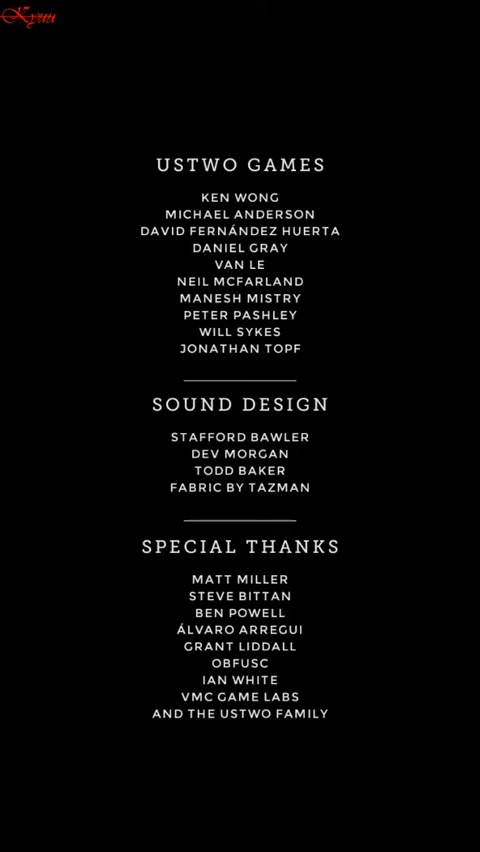 Kyuu
USTWO GAMES
KEN WONG
MICHAEL ANDERSON
DAVID FERNÁNDEZ HUERTA
DANIEL GRAY
VAN LE
NEIL MCFARLAND
MANESH MISTRY
PETER PASHLEY
WILL SYKES
JONATHAN TOPF
SOUND DESIGN
STAFFORD BAWLER
DEV MORGAN
TODD BAKER
FABRIC BY TAZMAN
SPECIAL THANKS
MATT MILLER
STEVE BITTAN
BEN POWELL
ÁLVARO ARREGUI
GRANT LIDDALL
OBFUSC
IAN WHITE
VMC GAME LABS
AND THE USTWO FAMILY